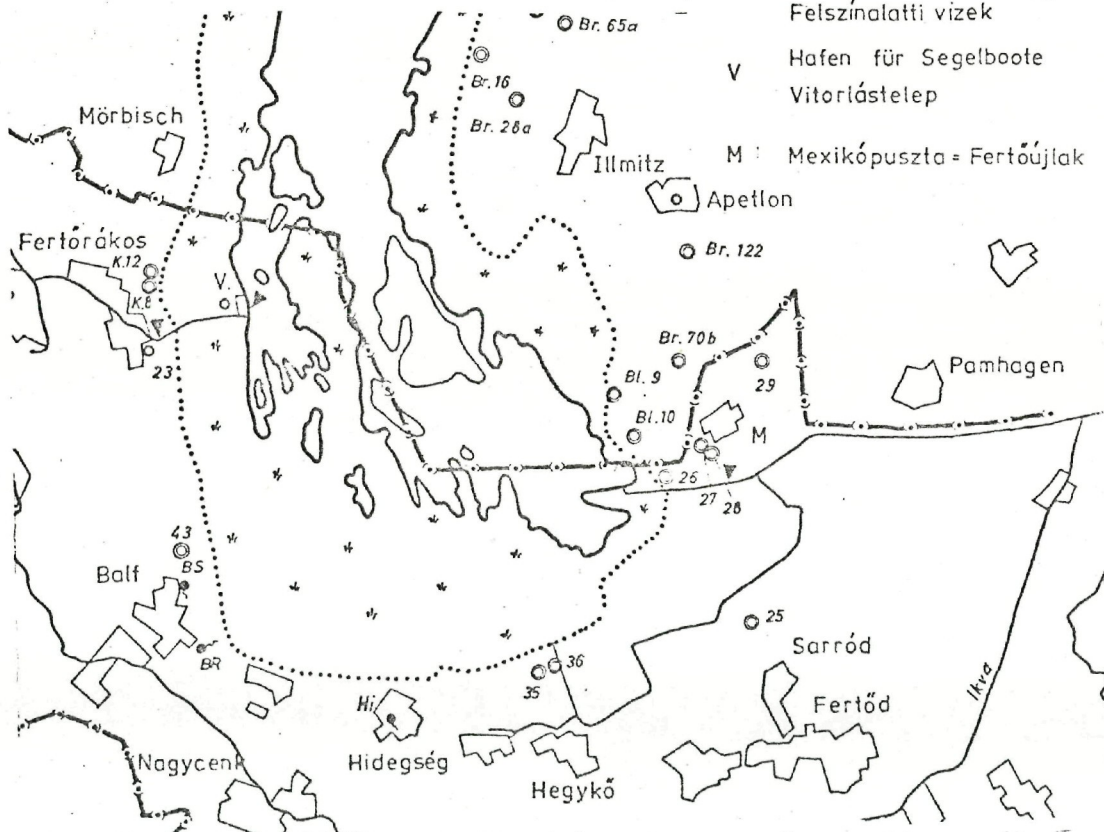 Felszínalatti vizek
V Hafen für Segelboote
Vitorlástelep
M : Mexikópuszta = Fertőújlak
Br. 65a
Br. 16
Br. 26a
Mörbisch
Illmitz
Apetlon
Br. 122
Fertőrákos
K.12
K.8
V.
23
Br. 70b
29
Pamhagen
Bl. 9
Bl. 10
M
26
27
28
43
BS
Balf
BR
25
Sarród
36
35
Hi
Fertőd
Ikva
Nagycenk
Hidegség
Hegykő